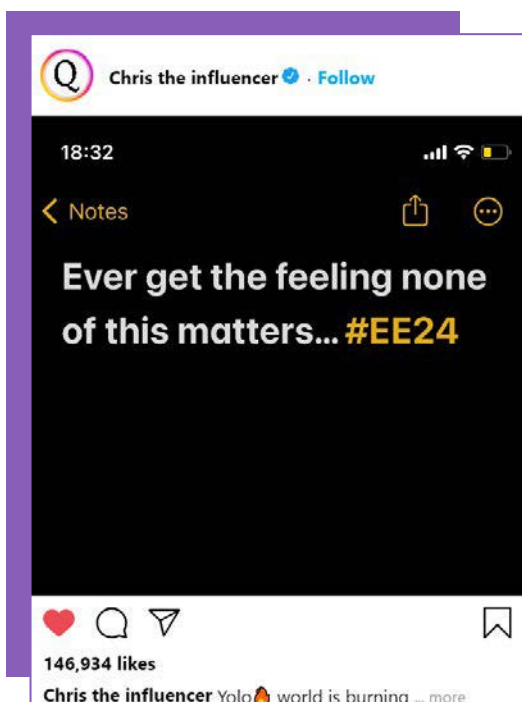 Q
Chris the influencer · Follow
18:32
Notes
Ever get the feeling none
of this matters... #EE24
146,934 likes
Chris the influencer Yolo🔥 world is burning ... more